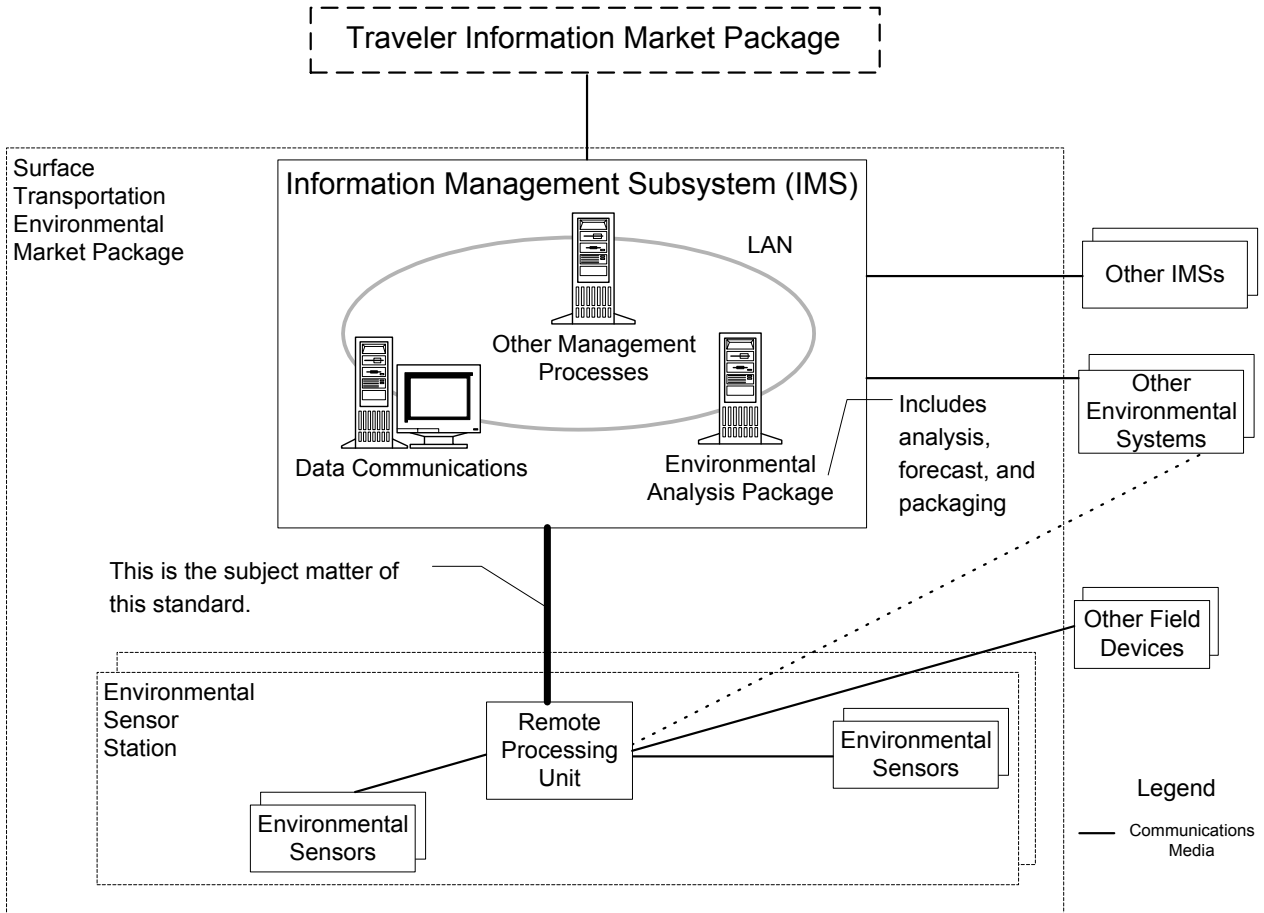 Traveler Information Market Package
Surface
Transportation
Environmental
Market Package
Information Management Subsystem (IMS)
LAN
Other Management
Processes
Data Communications
Environmental
Analysis Package
Includes
analysis,
forecast, and
packaging
Other IMSs
Other
Environmental
Systems
This is the subject matter of
this standard.
Other Field
Devices
Environmental
Sensor
Station
Remote
Processing
Unit
Environmental
Sensors
Environmental
Sensors
Legend
Communications
Media